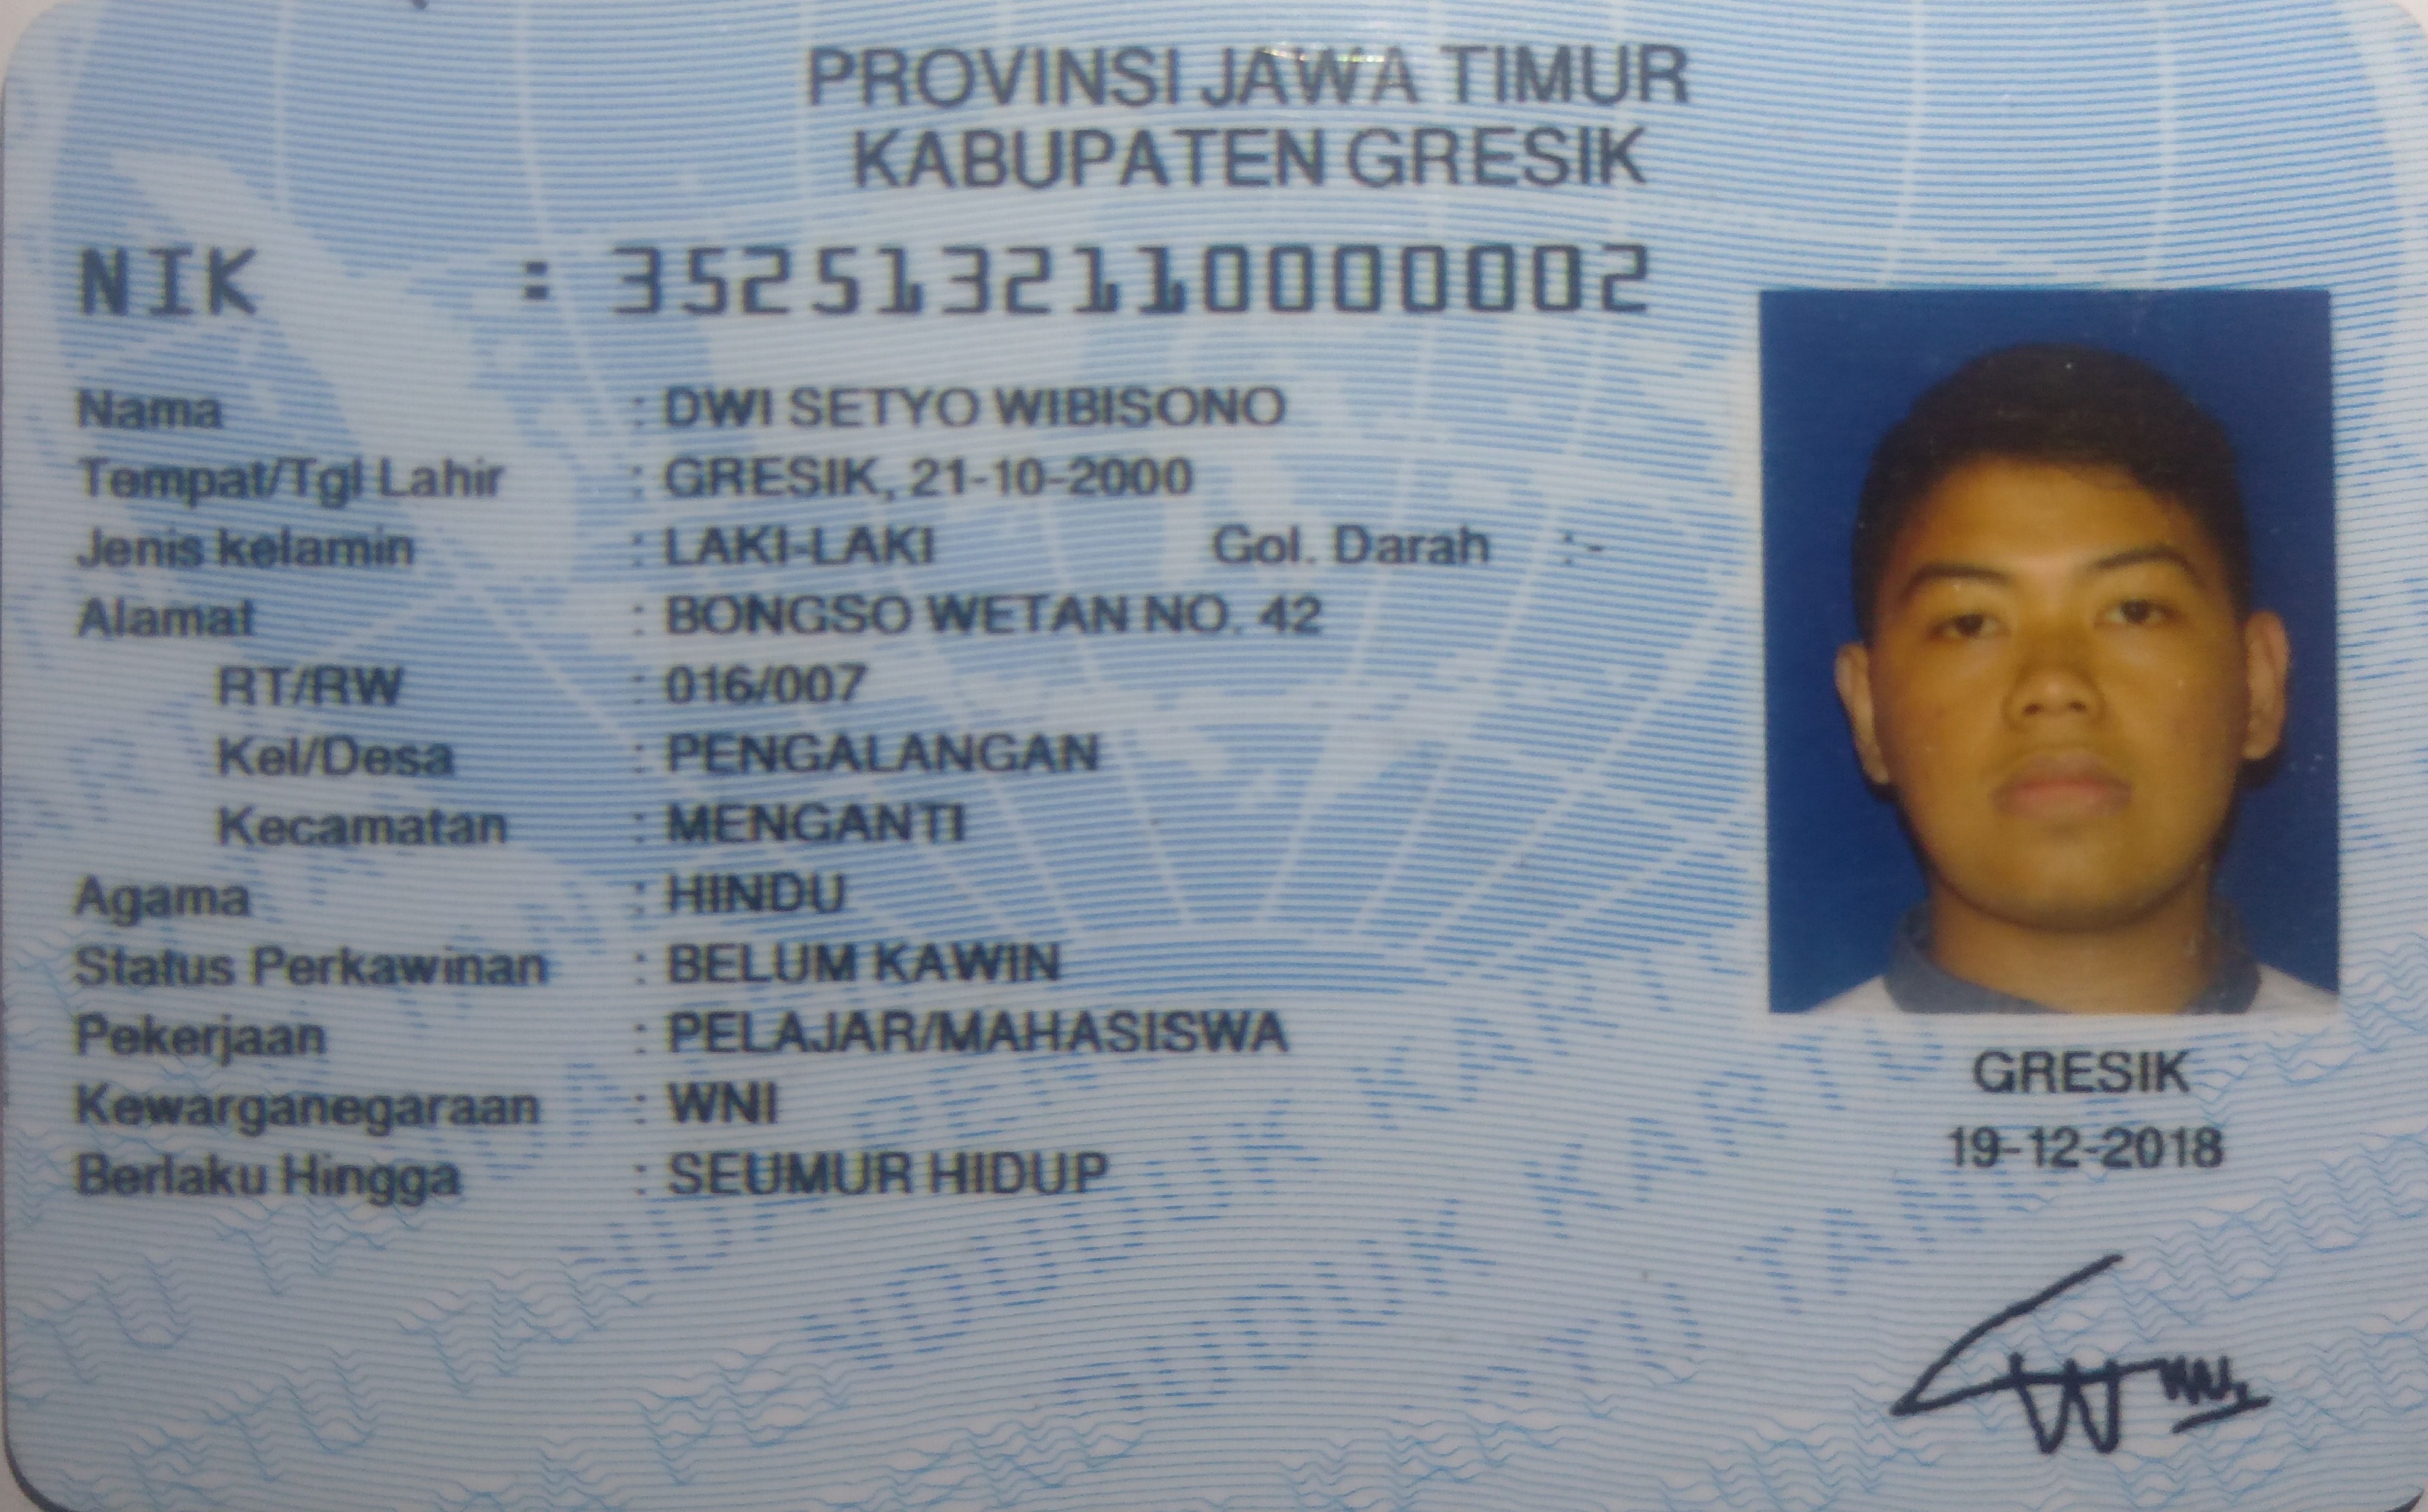 PROVINSI JAWA TIMUR
KABUPATEN GRESIK
NIK : 3525132110000002
Nama : DWI SETYO WIBISONO
Tempat/Tgl Lahir : GRESIK, 21-10-2000
Jenis kelamin : LAKI-LAKI Gol. Darah :-
Alamat : BONGSO WETAN NO. 42
RT/RW : 016/007
Kel/Desa : PENGALANGAN
Kecamatan : MENGANTI
Agama : HINDU
Status Perkawinan : BELUM KAWIN
Pekerjaan : PELAJAR/MAHASISWA
Kewarganegaraan : WNI
Berlaku Hingga : SEUMUR HIDUP
GRESIK
19-12-2018